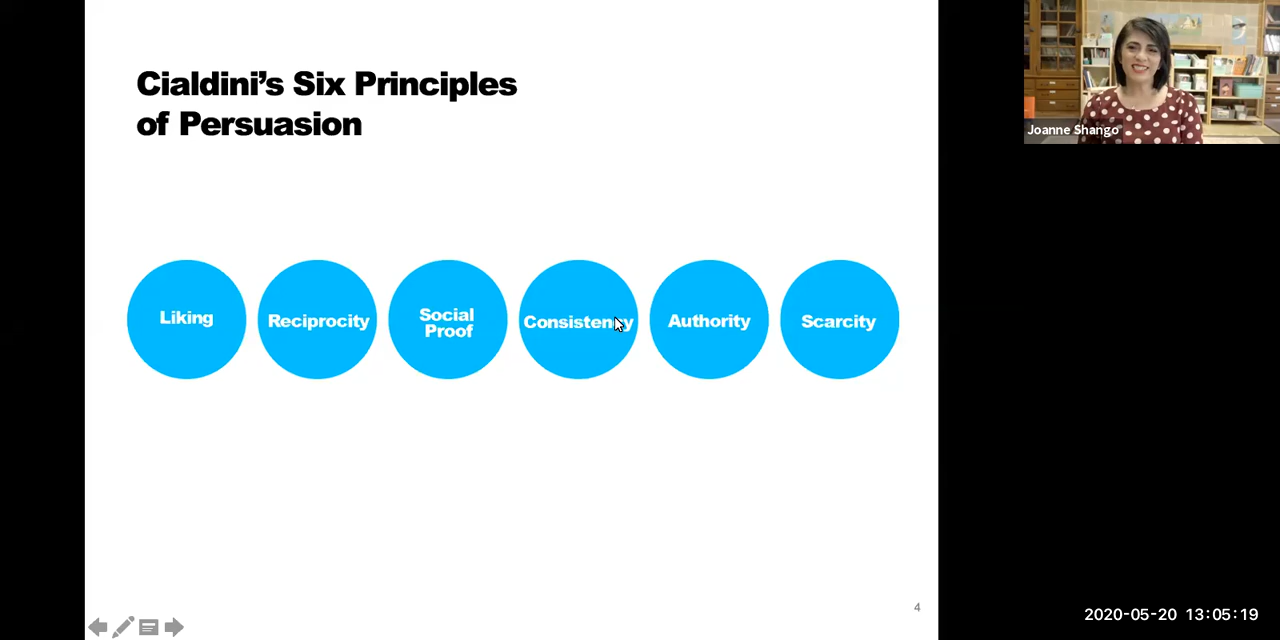 Cialdini's Six Principles
of Persuasion
Joanne Shango
Liking
Reciprocity
Social
Proof
Consistency
Authority
Scarcity
4
2020-05-20 13:05:19